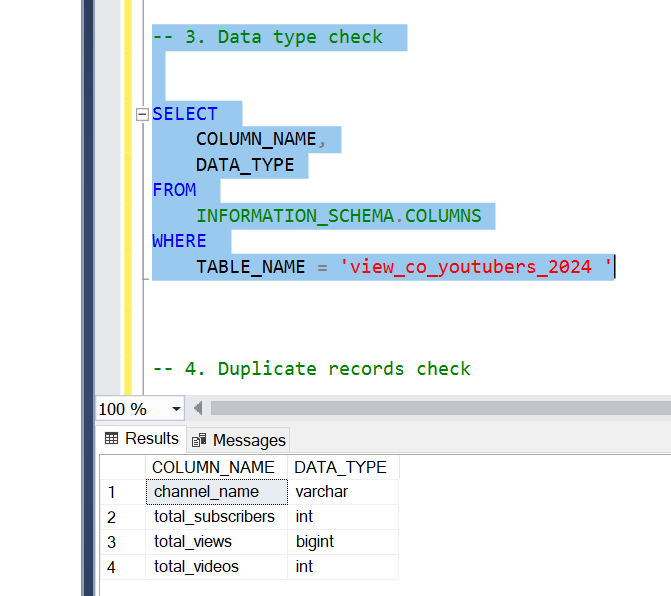 -- 3. Data type check
SELECT
COLUMN_NAME,
DATA_TYPE
FROM
INFORMATION_SCHEMA.COLUMNS
WHERE
TABLE_NAME = 'view_co_youtubers_2024 '
-- 4. Duplicate records check
100 %
Results Messages
COLUMN_NAME DATA_TYPE
1 channel_name varchar
2 total_subscribers int
3 total_views bigint
4 total_videos int